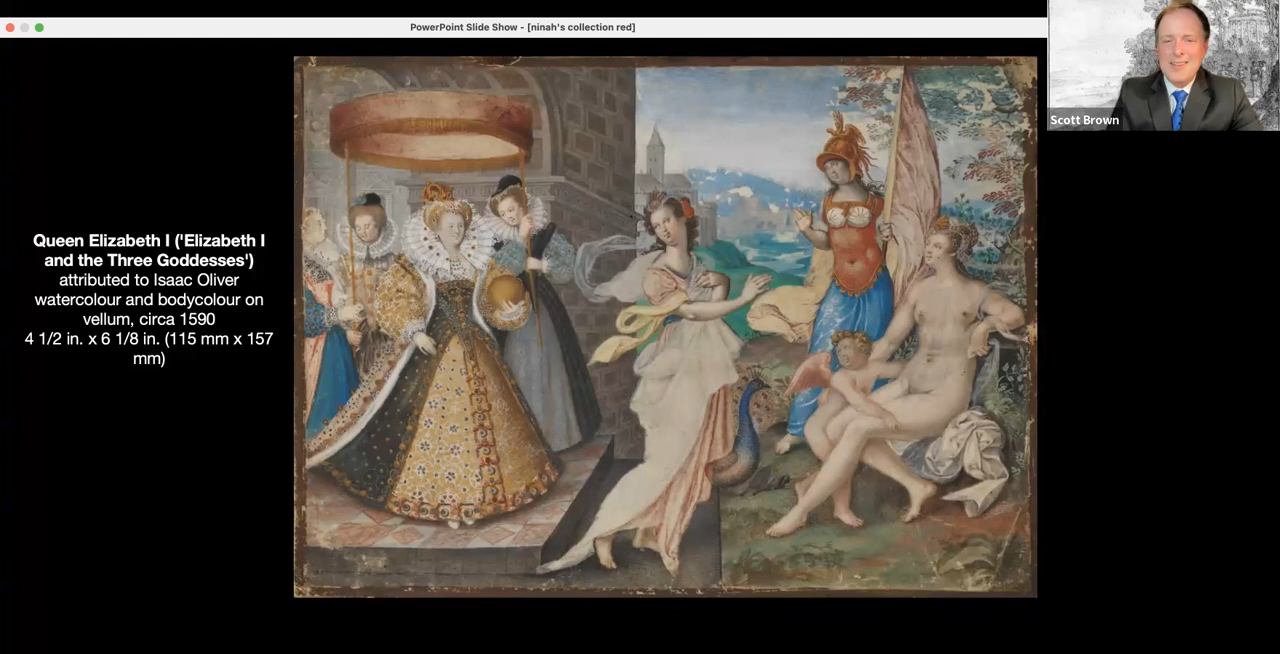 PowerPoint Slide Show - [ninah's collection red]
Scott Brown
Queen Elizabeth I ('Elizabeth I
and the Three Goddesses')
attributed to Isaac Oliver
watercolour and bodycolour on
vellum, circa 1590
4 1/2 in. x 6 1/8 in. (115 mm x 157
mm)